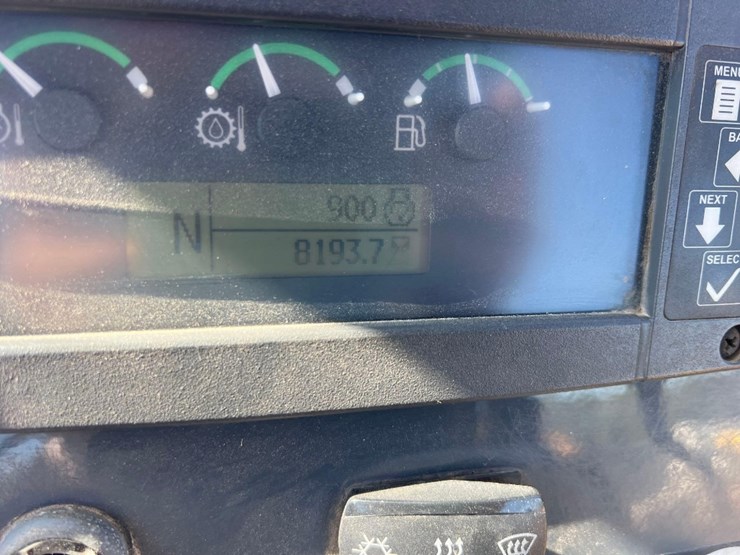 900
N
8193.7
MENU
BA
NEXT
SELEC